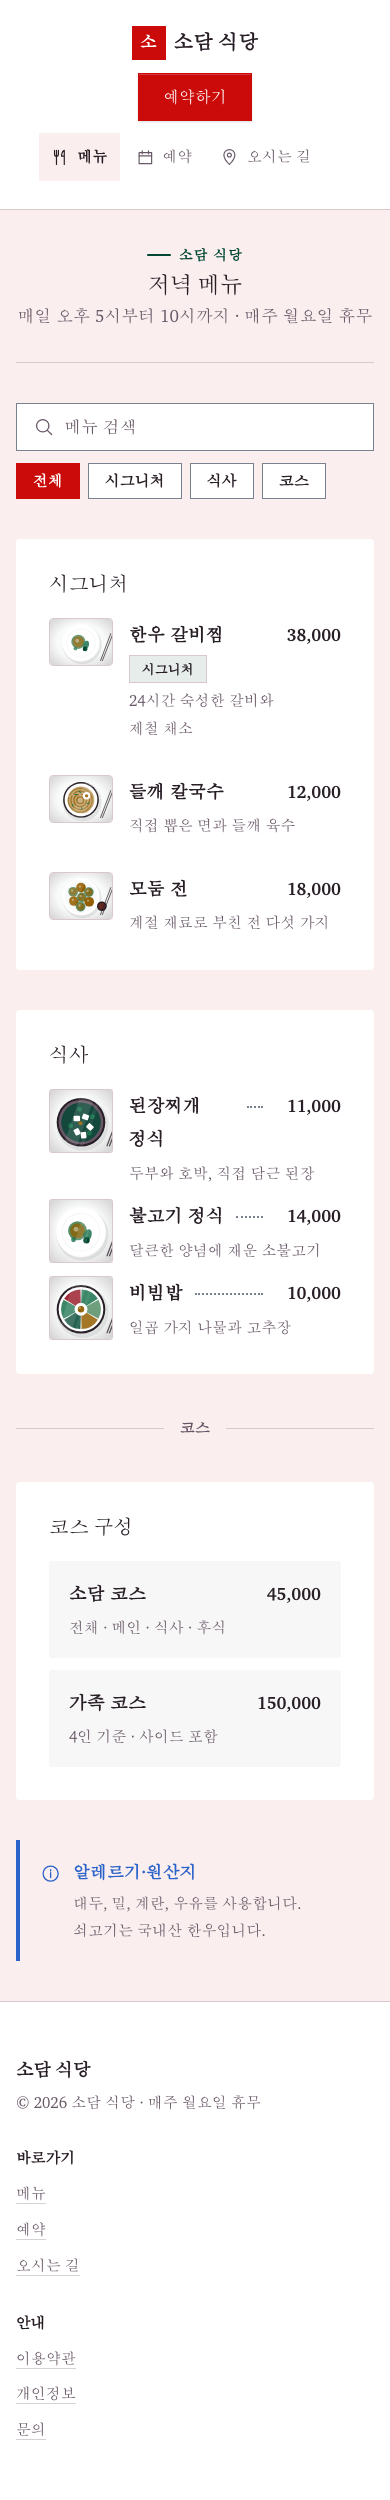 소 소담 식당
예약하기
메뉴 예약 오시는 길
소담 식당
저녁 메뉴
매일 오후 5시부터 10시까지 · 매주 월요일 휴무
메뉴 검색
전체 시그니처 식사 코스
시그니처
한우 갈비찜 38,000
시그니처
24시간 숙성한 갈비와
제철 채소
들깨 칼국수 12,000
직접 뽑은 면과 들깨 육수
모둠 전 18,000
계절 재료로 부친 전 다섯 가지
식사
된장찌개 11,000
정식
두부와 호박, 직접 담근 된장
불고기 정식 14,000
달큰한 양념에 재운 소불고기
비빔밥 10,000
일곱 가지 나물과 고추장
코스
코스 구성
소담 코스 45,000
전채 · 메인 · 식사 · 후식
가족 코스 150,000
4인 기준 · 사이드 포함
알레르기·원산지
대두, 밀, 계란, 우유를 사용합니다.
쇠고기는 국내산 한우입니다.
소담 식당
© 2026 소담 식당 · 매주 월요일 휴무
바로가기
메뉴
예약
오시는 길
안내
이용약관
개인정보
문의